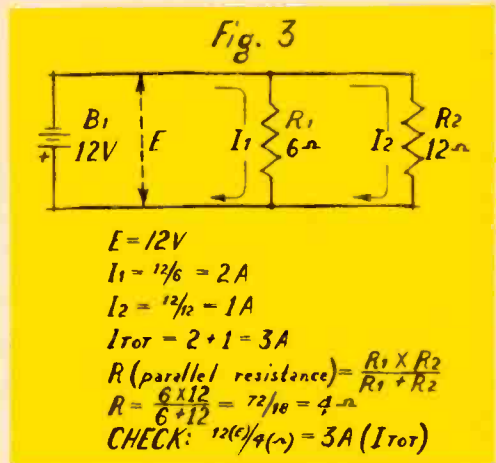 Fig. 3
B1
12V
+
E
I1
R1
6Ω
I2
R2
12Ω
E = 12V
I1 = 12/6 = 2A
I2 = 12/12 = 1A
ITOT = 2 + 1 = 3A
R (parallel resistance) = R1 X R2 / R1 + R2
R = 6 X 12 / 6 + 12 = 72/18 = 4 Ω
CHECK: 12(E)/4(Ω) = 3A (ITOT)